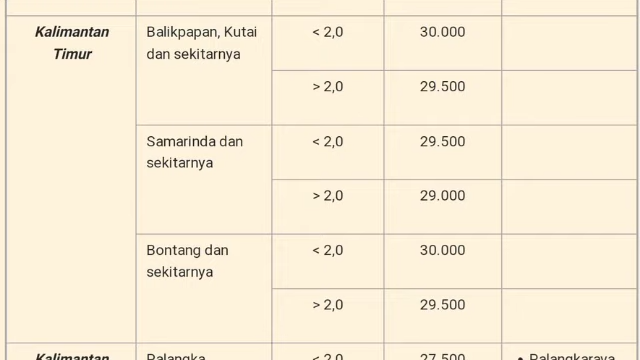 Kalimantan
Timur
Balikpapan, Kutai
dan sekitarnya
< 2,0
30.000
> 2,0
29.500
Samarinda dan
sekitarnya
< 2,0
29.500
> 2,0
29.000
Bontang dan
sekitarnya
< 2,0
30.000
> 2,0
29.500
Kalimantan
Palangka
< 2,0
27.500
• Palangkaraya